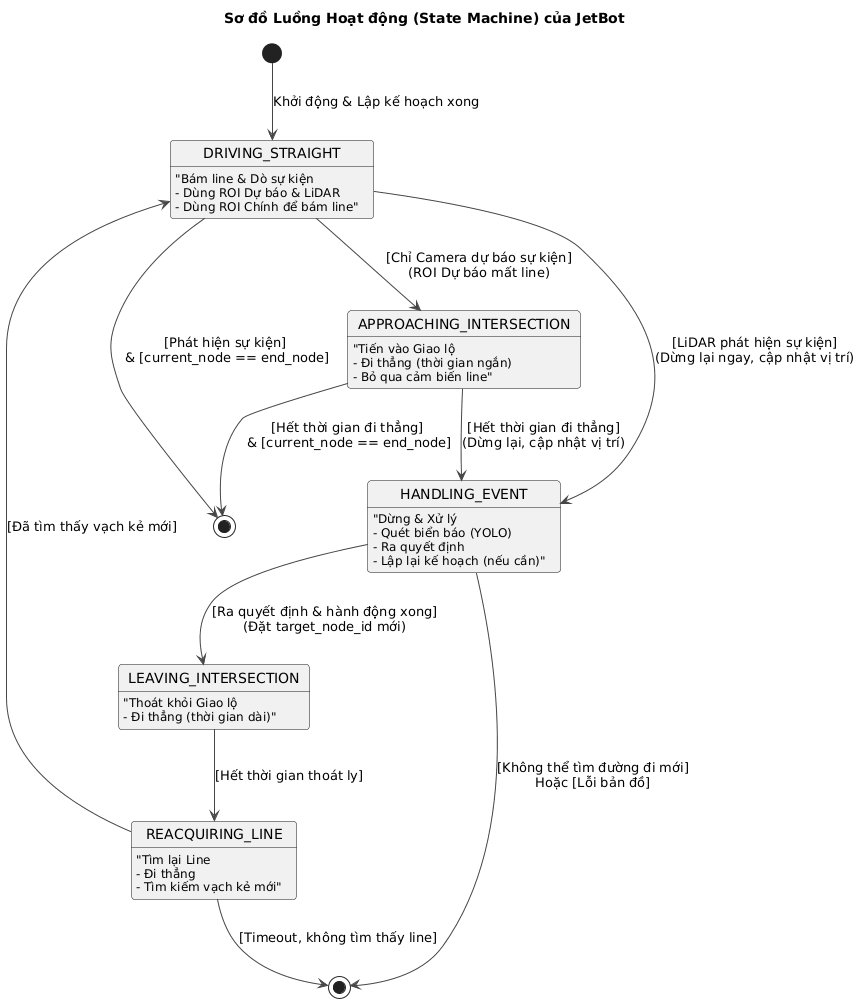 Sơ đồ Luồng Hoạt động (State Machine) của JetBot
Khởi động & Lập kế hoạch xong
DRIVING_STRAIGHT
"Bám line & Dò sự kiện
- Dùng ROI Dự báo & LiDAR
- Dùng ROI Chính để bám line"
[Chỉ Camera dự báo sự kiện]
(ROI Dự báo mất line)
APPROACHING_INTERSECTION
"Tiến vào Giao lộ
- Đi thẳng (thời gian ngắn)
- Bỏ qua cảm biến line"
[Phát hiện sự kiện]
& [current_node == end_node]
[LiDAR phát hiện sự kiện]
(Dừng lại ngay, cập nhật vị trí)
[Hết thời gian đi thẳng]
& [current_node == end_node]
[Hết thời gian đi thẳng]
(Dừng lại, cập nhật vị trí)
HANDLING_EVENT
"Dừng & Xử lý
- Quét biển báo (YOLO)
- Ra quyết định
- Lập lại kế hoạch (nếu cần)"
[Đã tìm thấy vạch kẻ mới]
[Ra quyết định & hành động xong]
(Đặt target_node_id mới)
LEAVING_INTERSECTION
"Thoát khỏi Giao lộ
- Đi thẳng (thời gian dài)"
[Hết thời gian thoát ly]
[Không thể tìm đường đi mới]
Hoặc [Lỗi bản đồ]
REACQUIRING_LINE
"Tìm lại Line
- Đi thẳng
- Tìm kiếm vạch kẻ mới"
[Timeout, không tìm thấy line]